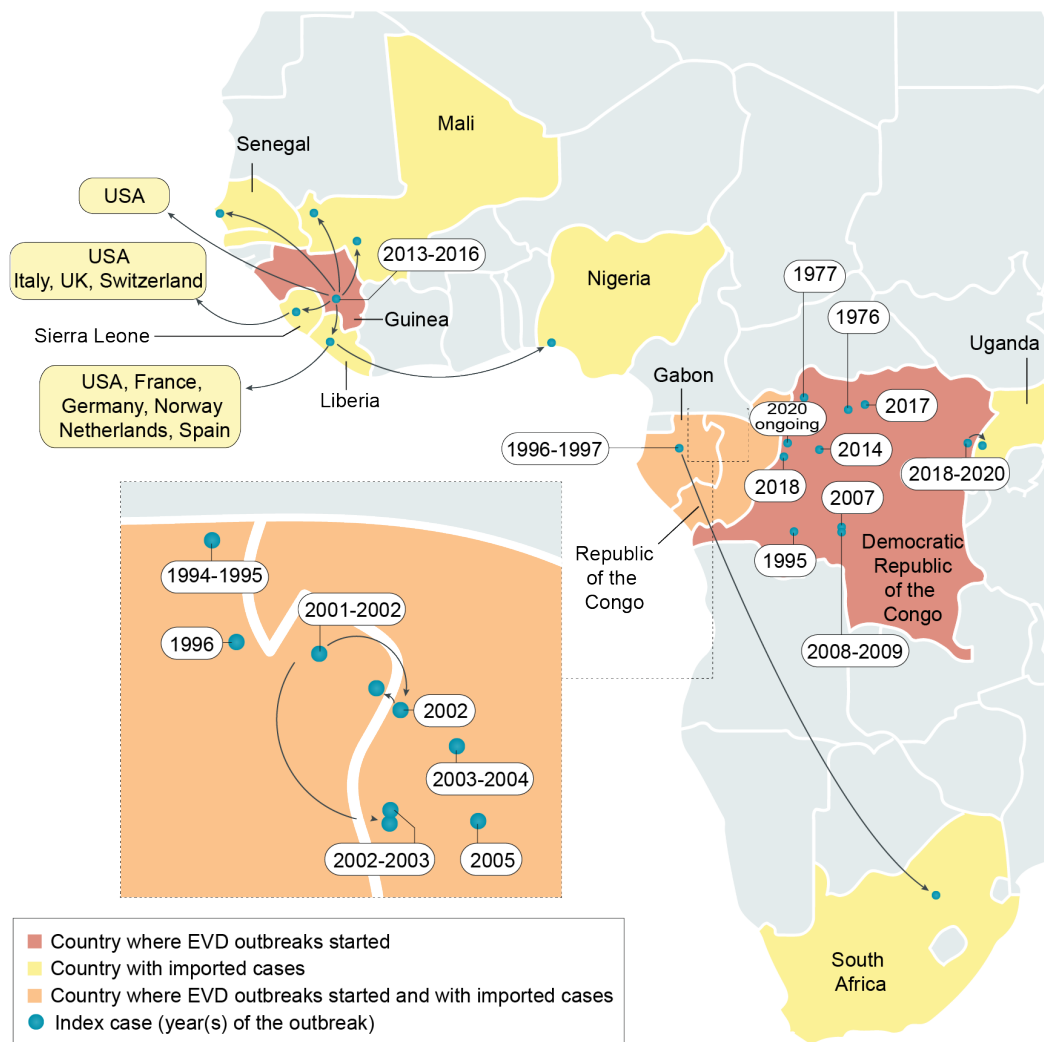 Mali
Senegal
USA
USA
Italy, UK, Switzerland
2013-2016
Nigeria
1977
Guinea
Sierra Leone
1976
Uganda
USA, France,
Germany, Norway
Netherlands, Spain
Liberia
Gabon
2020
ongoing
2017
1996-1997
2014
2018-2020
2018
2007
1995
Democratic
Republic
of the
Congo
Republic
of the
Congo
2008-2009
1994-1995
2001-2002
1996
2002
2003-2004
2002-2003
2005
South
Africa
Country where EVD outbreaks started
Country with imported cases
Country where EVD outbreaks started and with imported cases
Index case (year(s) of the outbreak)